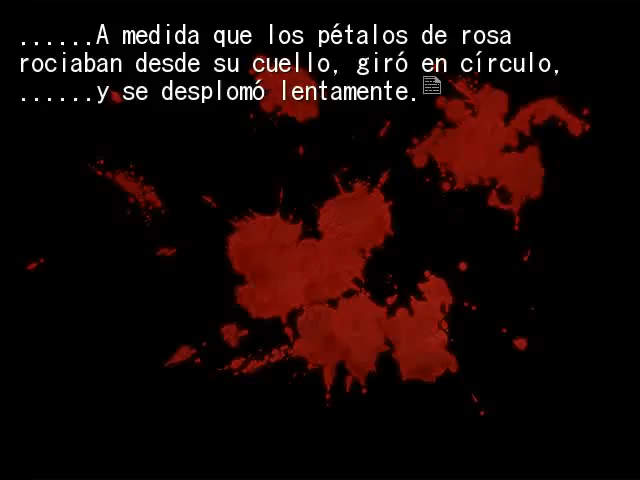 ......A medida que los pétalos de rosa
rociaban desde su cuello, giró en círculo,
......y se desplomó lentamente.